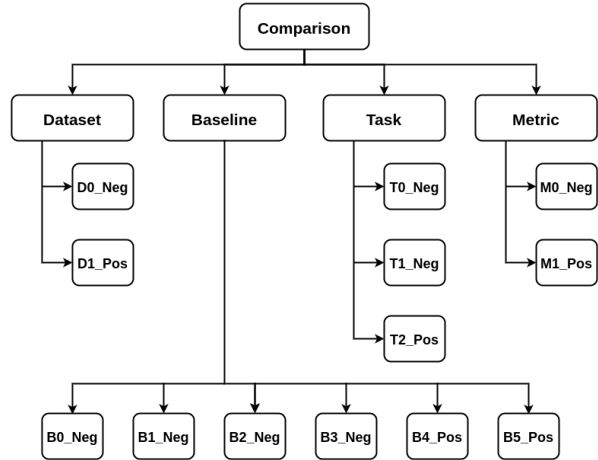 Comparison
Dataset
Baseline
Task
Metric
D0_Neg
T0_Neg
M0_Neg
D1_Pos
T1_Neg
M1_Pos
T2_Pos
B0_Neg
B1_Neg
B2_Neg
B3_Neg
B4_Pos
B5_Pos